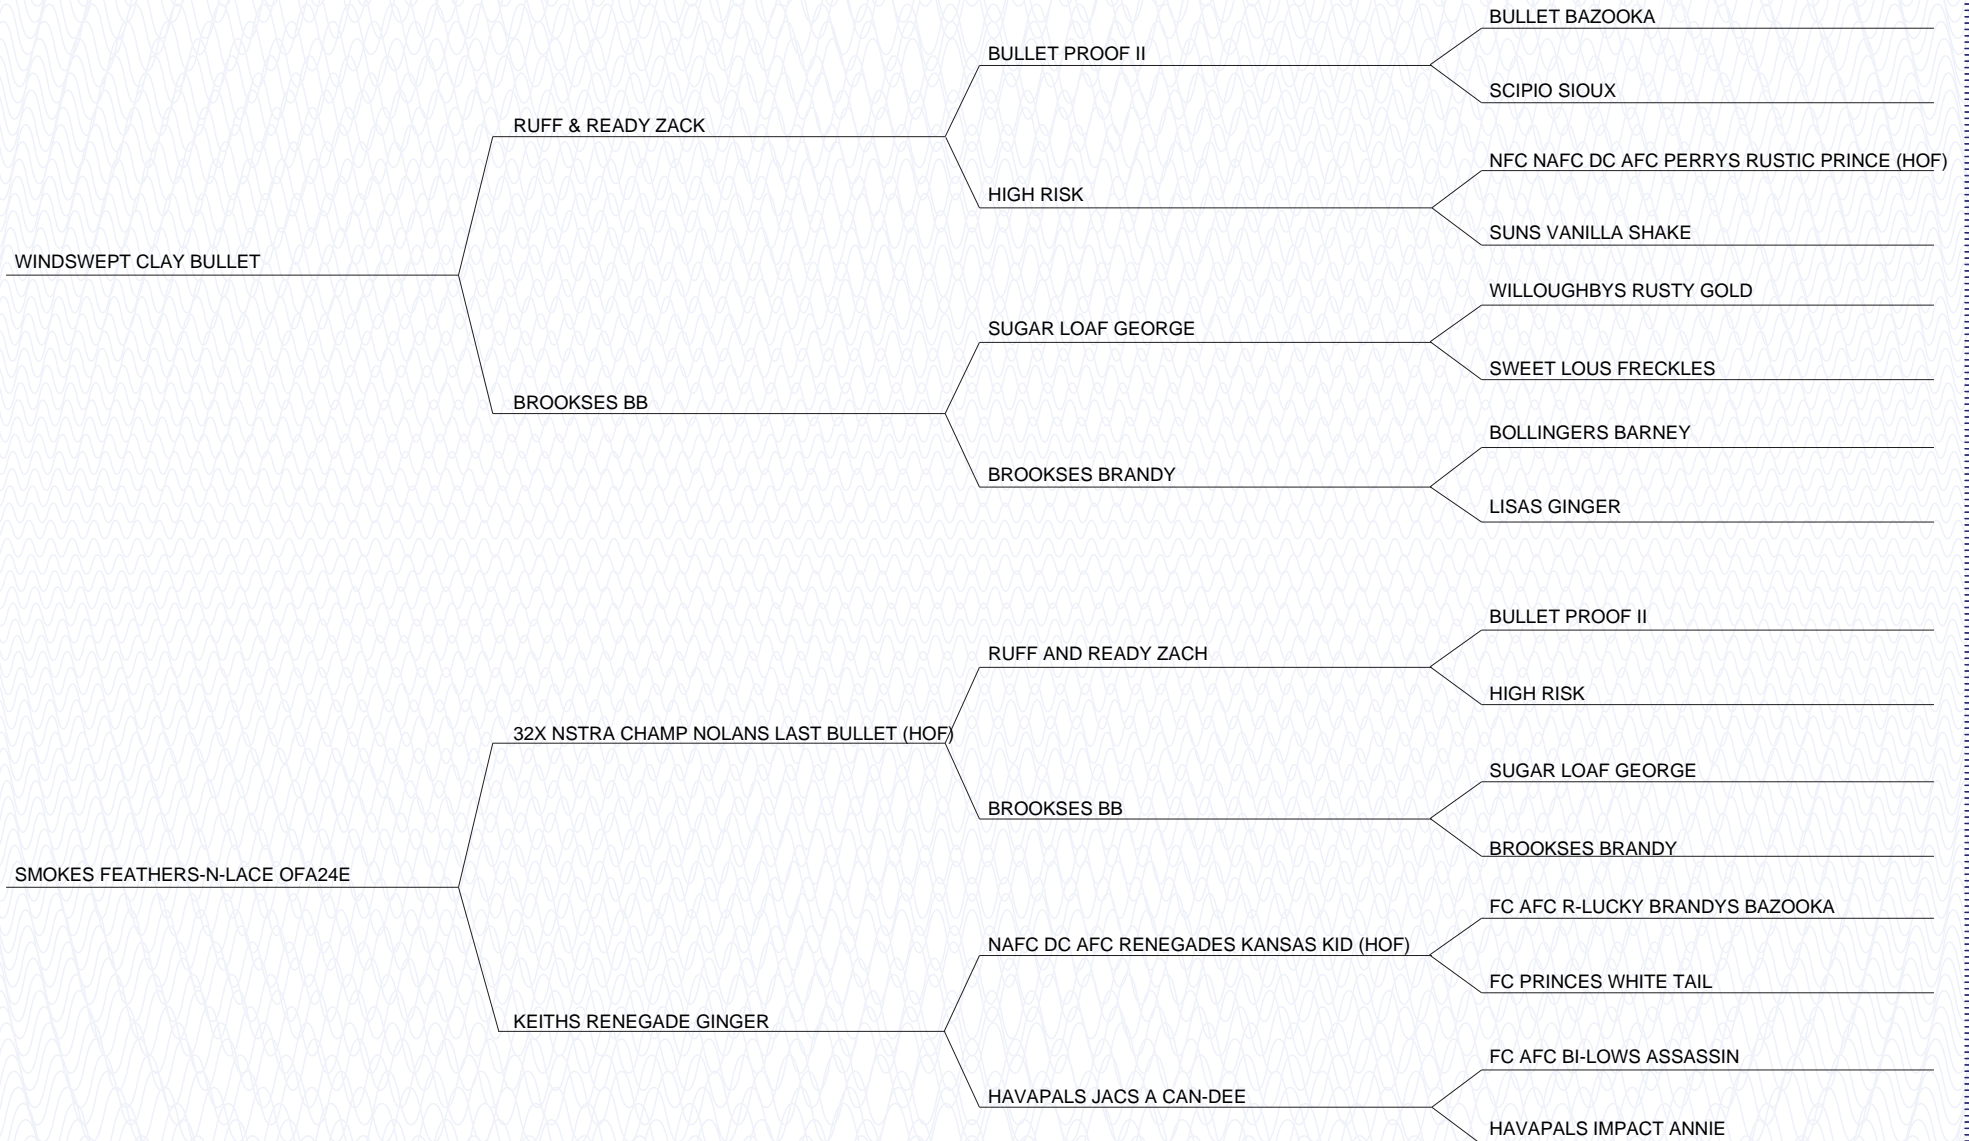 BULLET BAZOOKA
BULLET PROOF II
SCIPIO SIOUX
RUFF & READY ZACK
NFC NAFC DC AFC PERRYS RUSTIC PRINCE (HOF)
HIGH RISK
SUNS VANILLA SHAKE
WINDSWEPT CLAY BULLET
WILLOUGHBYS RUSTY GOLD
SUGAR LOAF GEORGE
SWEET LOUS FRECKLES
BROOKSES BB
BOLLINGERS BARNEY
BROOKSES BRANDY
LISAS GINGER
BULLET PROOF II
RUFF AND READY ZACH
HIGH RISK
32X NSTRA CHAMP NOLANS LAST BULLET (HOF)
SUGAR LOAF GEORGE
BROOKSES BB
BROOKSES BRANDY
SMOKES FEATHERS-N-LACE OFA24E
FC AFC R-LUCKY BRANDYS BAZOOKA
NAFC DC AFC RENEGADES KANSAS KID (HOF)
FC PRINCES WHITE TAIL
KEITHS RENEGADE GINGER
FC AFC BI-LOWS ASSASSIN
HAVAPALS JACS A CAN-DEE
HAVAPALS IMPACT ANNIE